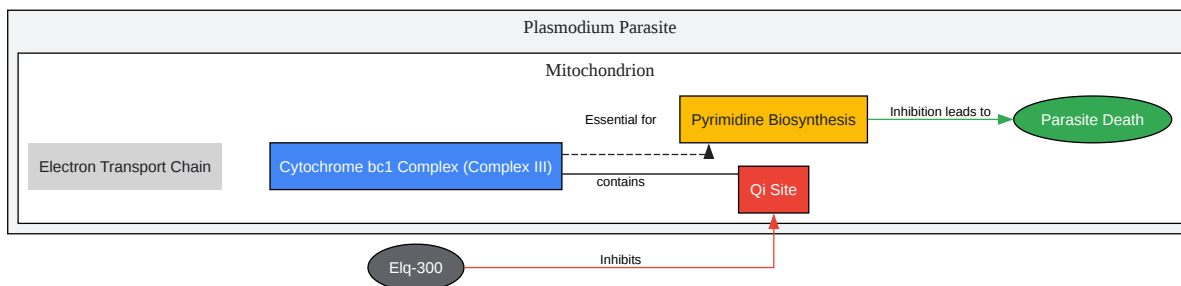 Plasmodium Parasite
Mitochondrion
Essential for
Pyrimidine Biosynthesis
Inhibition leads to
Parasite Death
Electron Transport Chain
Cytochrome bc1 Complex (Complex III)
contains
Qi Site
Elq-300
Inhibits